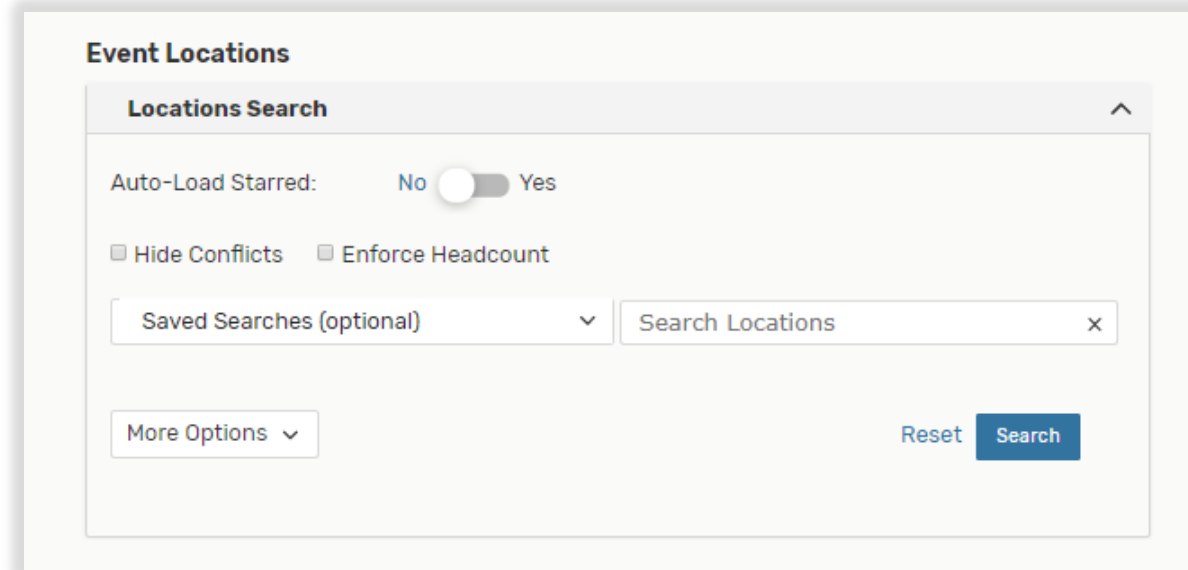 Event Locations
Locations Search
Auto-Load Starred: No Yes
Hide Conflicts Enforce Headcount
Saved Searches (optional) Search Locations ×
More Options Reset Search